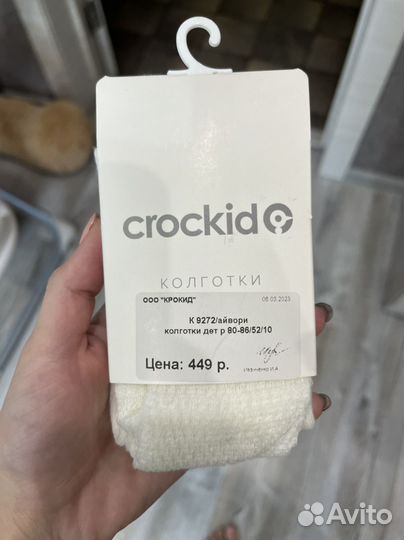 crockid
КОЛГОТКИ
ООО "КРОКИД" 06 03 2023
К 9272/айвори
колготки дет р 80-86/52/10
Цена: 449 р.
Avito